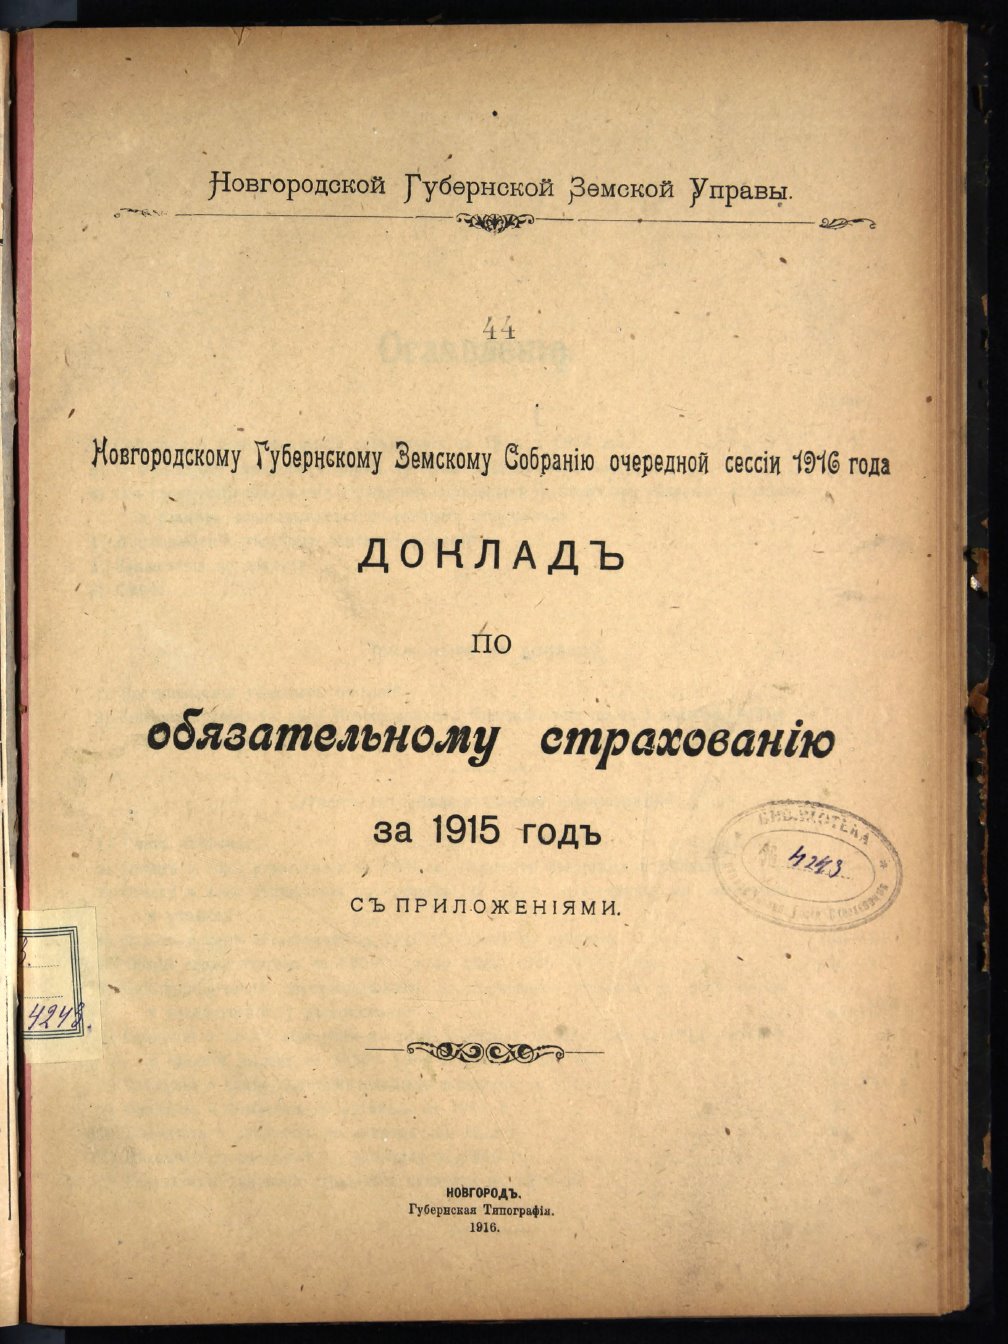 Новгородской Губернской Земской Управы.
44
Новгородскому Губернскому Земскому Собранію очередной сессіи 1916 года
ДОКЛАДЪ
ПО
обязательному страхованію
за 1915 годъ
СЪ ПРИЛОЖЕНІЯМИ.
БИБЛИОТЕКА
4243
4243.
НОВГОРОДЪ.
Губернская Типографія.
1916.